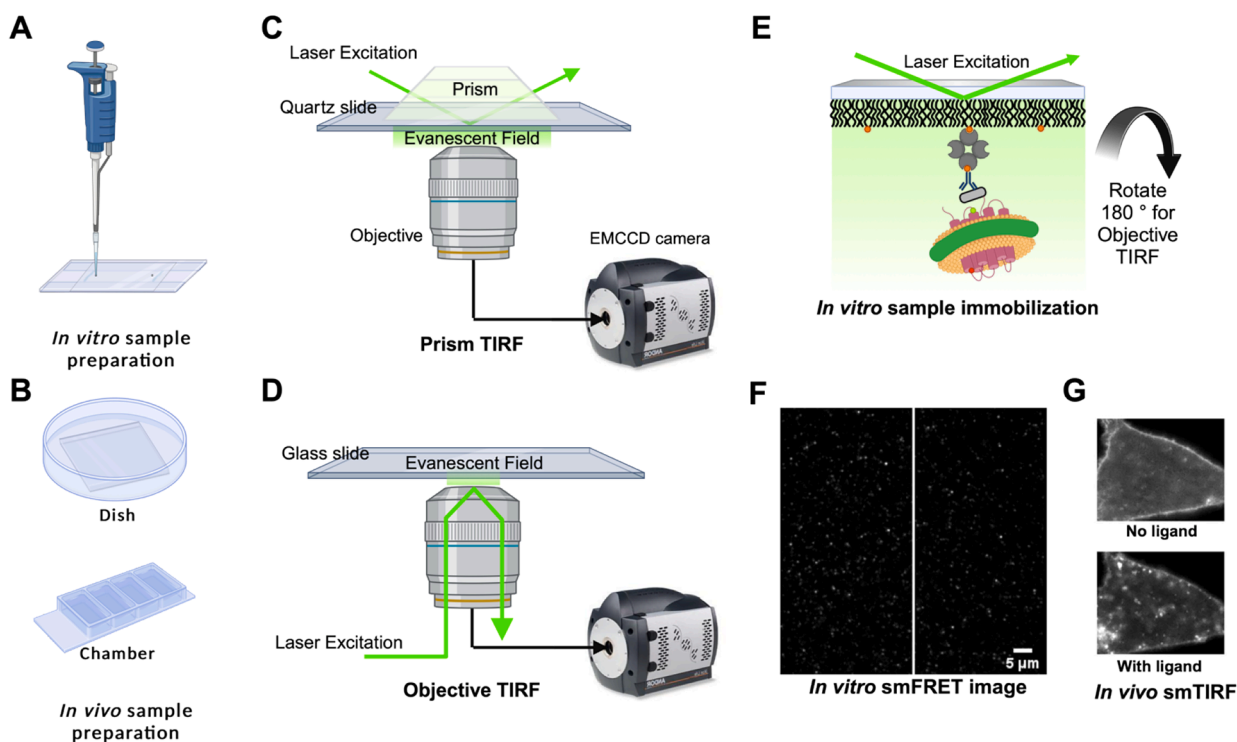 A
In vitro sample
preparation
B
Dish
Chamber
In vivo sample
preparation
C
Laser Excitation
Prism
Quartz slide
Evanescent Field
Objective
EMCCD camera
Prism TIRF
D
Glass slide
Evanescent Field
Laser Excitation
Objective TIRF
E
Laser Excitation
Rotate
180 ° for
Objective
TIRF
In vitro sample immobilization
F
5 μm
In vitro smFRET image
G
No ligand
With ligand
In vivo smTIRF